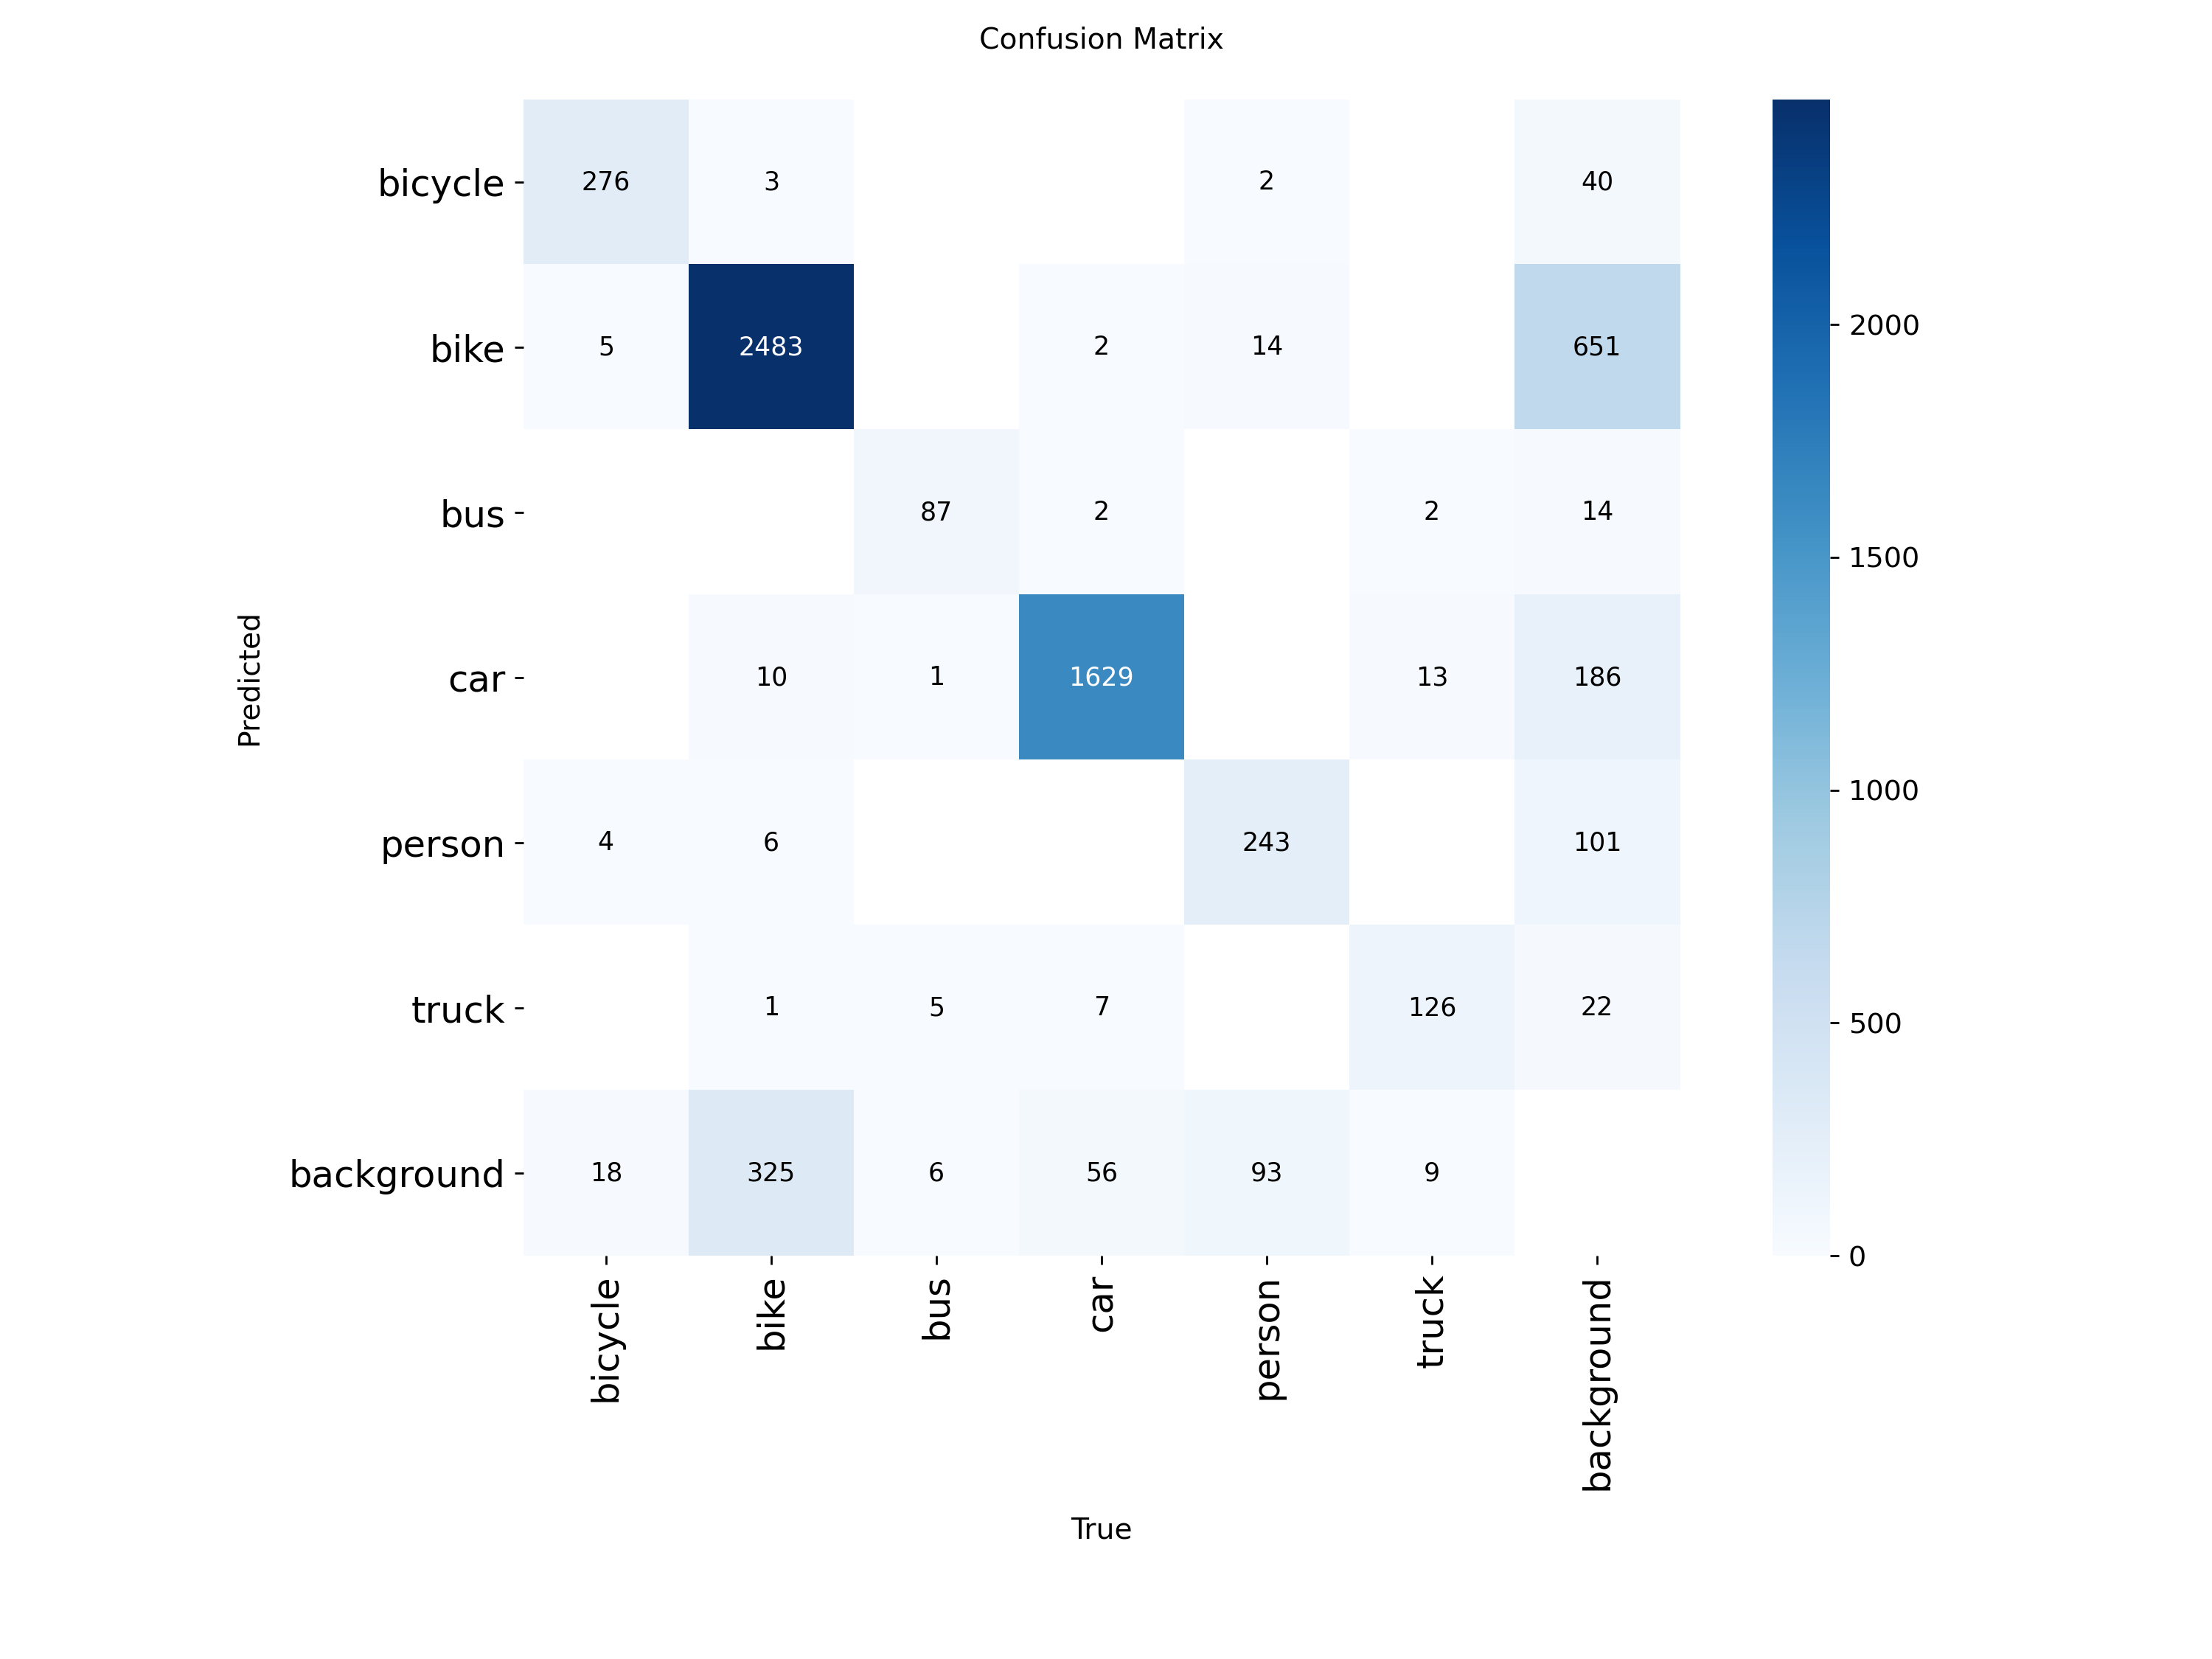 Confusion Matrix
bicycle 276 3 2 40
bike 5 2483 2 14 651
bus 87 2 2 14
car 10 1 1629 13 186
person 4 6 243 101
truck 1 5 7 126 22
background 18 325 6 56 93 9
Predicted
bicycle bike bus car person truck background
True
2000
1500
1000
500
0